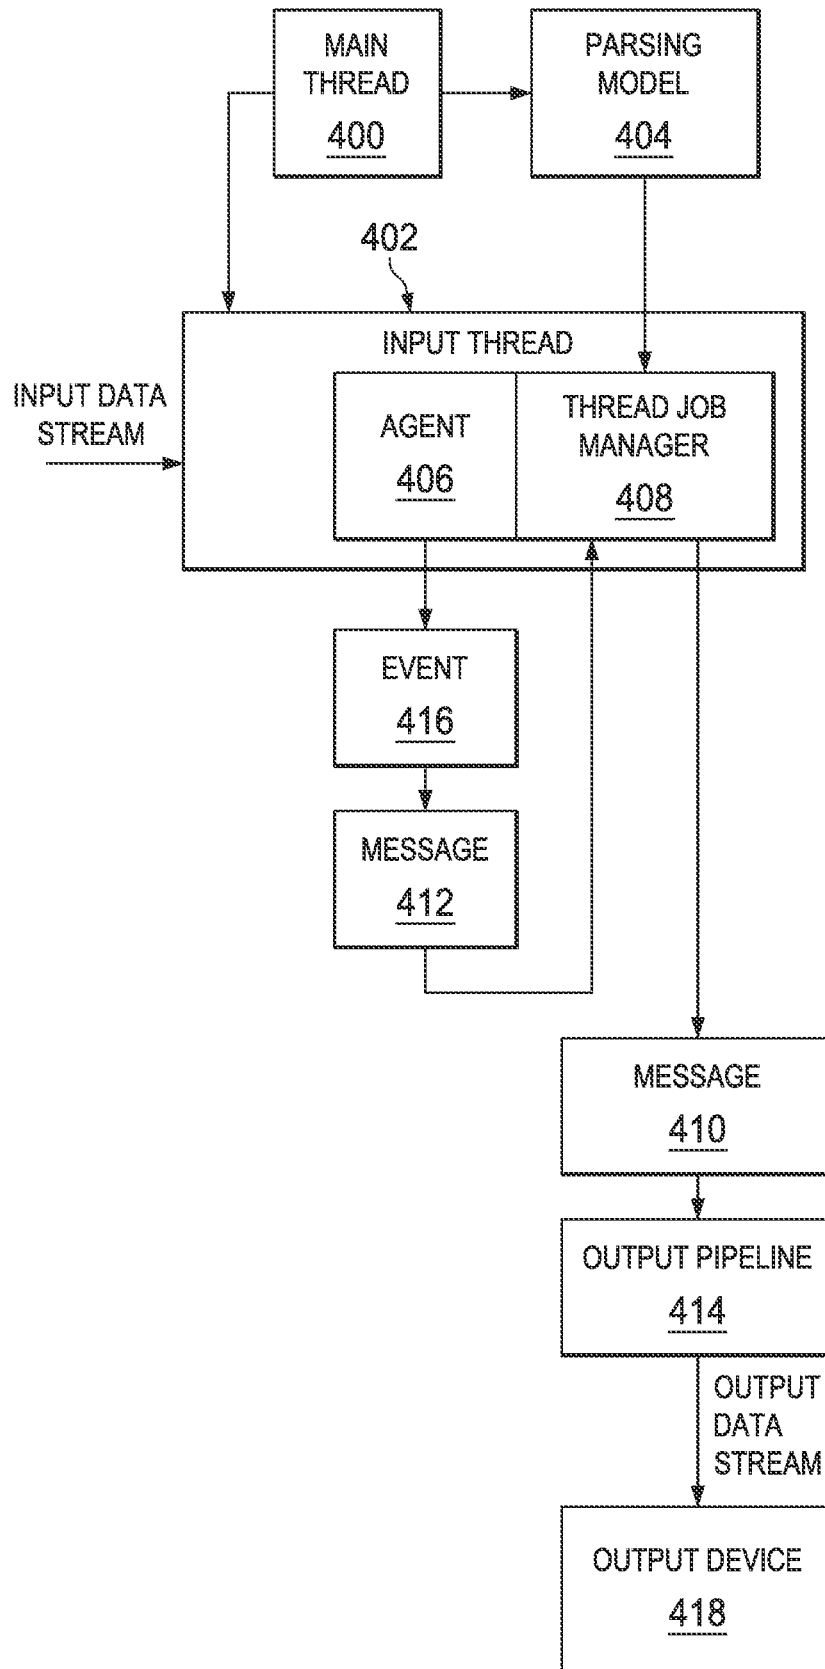 MAIN
THREAD
400
PARSING
MODEL
404
402
INPUT THREAD
INPUT DATA
STREAM
AGENT
406
THREAD JOB
MANAGER
408
EVENT
416
MESSAGE
412
MESSAGE
410
OUTPUT PIPELINE
414
OUTPUT
DATA
STREAM
OUTPUT DEVICE
418